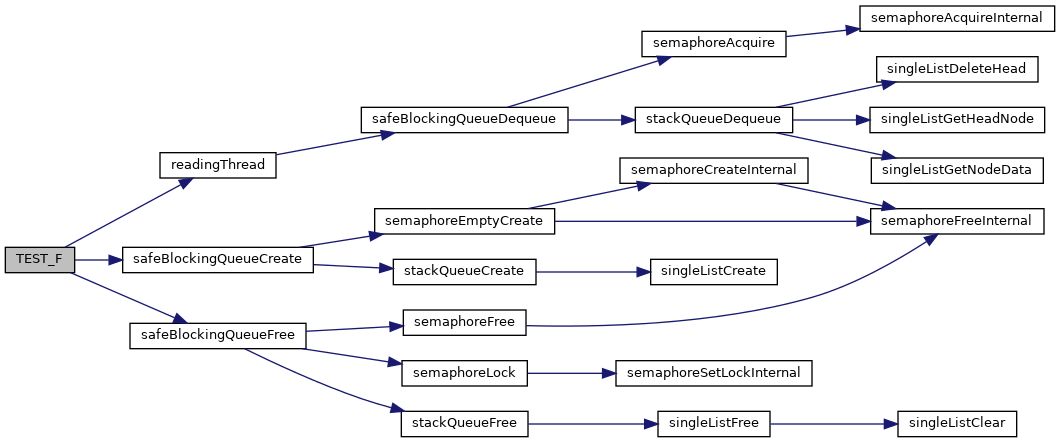 semaphoreAcquireInternal
semaphoreAcquire
singleListDeleteHead
safeBlockingQueueDequeue
stackQueueDequeue
singleListGetHeadNode
readingThread
semaphoreCreateInternal
singleListGetNodeData
semaphoreEmptyCreate
semaphoreFreeInternal
TEST_F
safeBlockingQueueCreate
stackQueueCreate
singleListCreate
safeBlockingQueueFree
semaphoreFree
semaphoreLock
semaphoreSetLockInternal
stackQueueFree
singleListFree
singleListClear